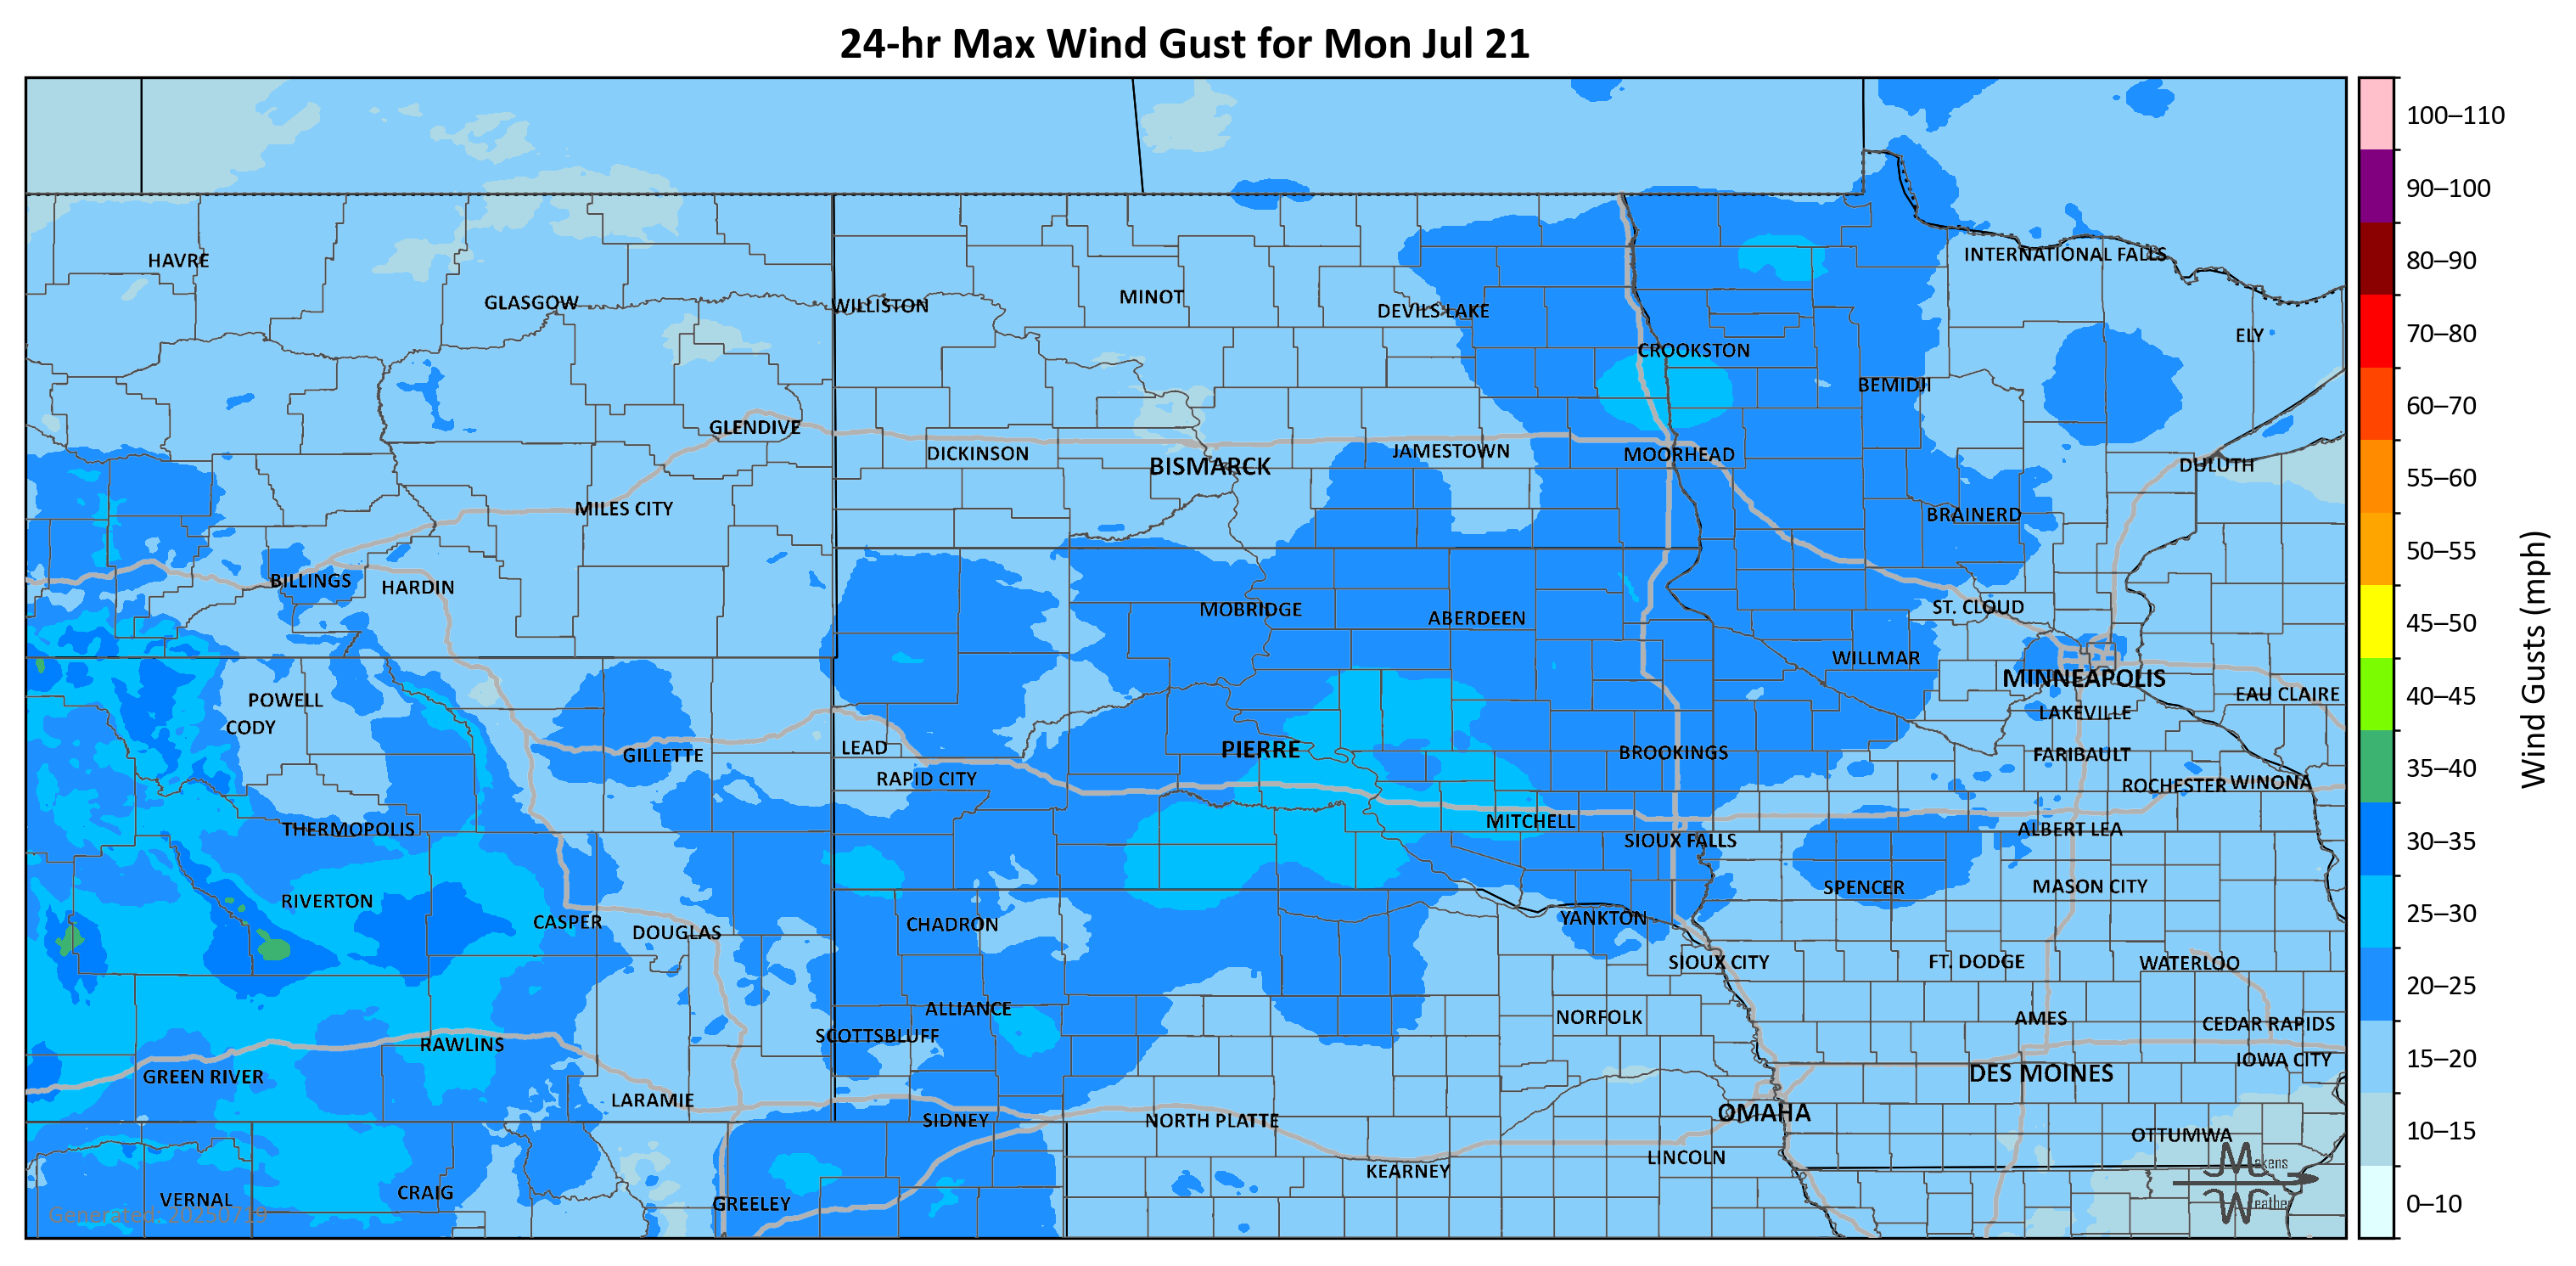 24-hr Max Wind Gust for Mon Jul 21
100–110
90–100
INTERNATIONAL FALLS
HAVRE
80–90
MINOT
GLASGOW
WILLISTON
DEVILS LAKE
70–80
ELY
CROOKSTON
BEMIDJI
60–70
GLENDIVE
DICKINSON
JAMESTOWN
MOORHEAD
BISMARCK
DULUTH
55–60
MILES CITY
BRAINERD
50–55
BILLINGS
HARDIN
MOBRIDGE
ST. CLOUD
ABERDEEN
45–50
WILLMAR
MINNEAPOLIS
EAU CLAIRE
40–45
POWELL
LAKEVILLE
CODY
LEAD
PIERRE
BROOKINGS
GILLETTE
FARIBAULT
Wind Gusts (mph)
35–40
RAPID CITY
ROCHESTER
WINONA
MITCHELL
THERMOPOLIS
ALBERT LEA
SIOUX FALLS
30–35
SPENCER
MASON CITY
RIVERTON
25–30
YANKTON
CASPER
CHADRON
DOUGLAS
SIOUX CITY
FT. DODGE
WATERLOO
20–25
ALLIANCE
NORFOLK
AMES
CEDAR RAPIDS
SCOTTSBLUFF
RAWLINS
15–20
IOWA CITY
DES MOINES
GREEN RIVER
LARAMIE
OMAHA
SIDNEY
NORTH PLATTE
10–15
OTTUMWA
LINCOLN
Makens
KEARNEY
CRAIG
VERNAL
GREELEY
Weather
0–10
Generated: 20250719